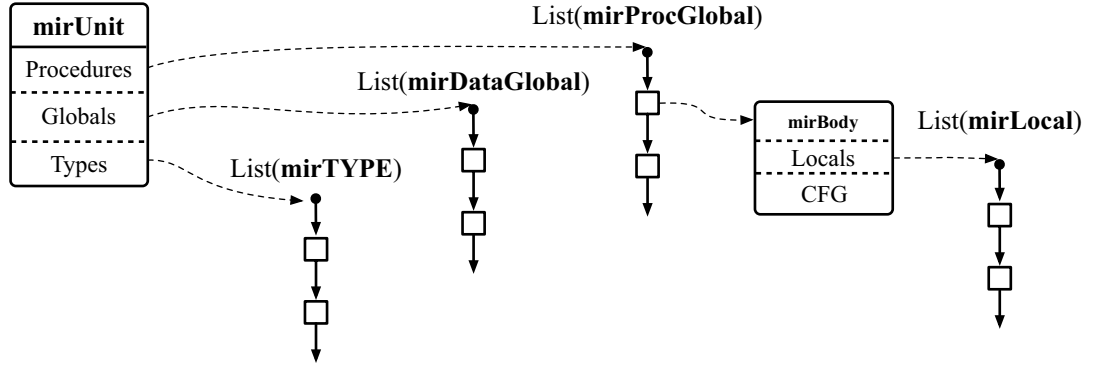 mirUnit
Procedures
Globals
Types
List(mirProcGlobal)
List(mirDataGlobal)
List(mirTYPE)
mirBody
Locals
CFG
List(mirLocal)